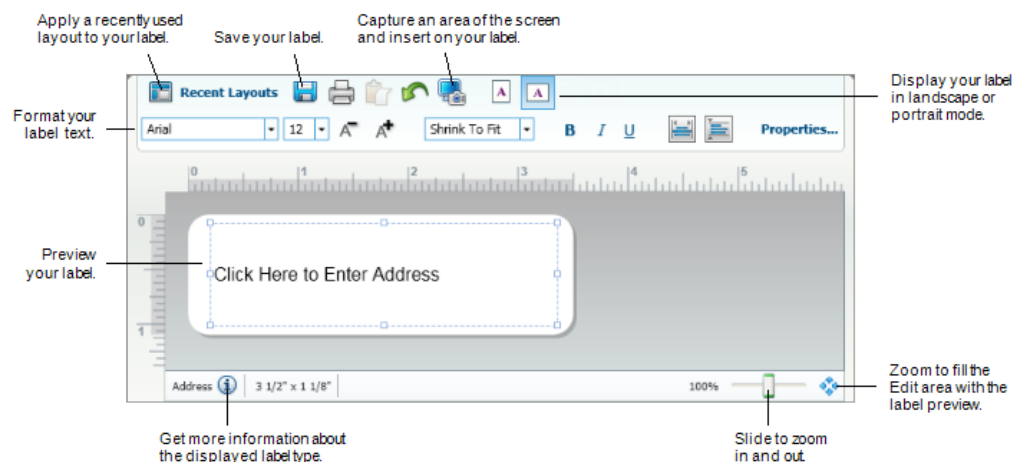 Apply a recently used
layout to your label.
Save your label.
Capture an area of the screen
and insert on your label.
Recent Layouts
A
A
Display your label
in landscape or
portrait mode.
Format your
label text.
Arial
12
A
A
Shrink To Fit
B
I
U
Properties...
0
1
2
3
4
5
0
Preview
your label.
Click Here to Enter Address
1
Address
3 1/2" x 1 1/8"
100%
Zoom to fill the
Edit area with the
label preview.
Get more information about
the displayed label type.
Slide to zoom
in and out.